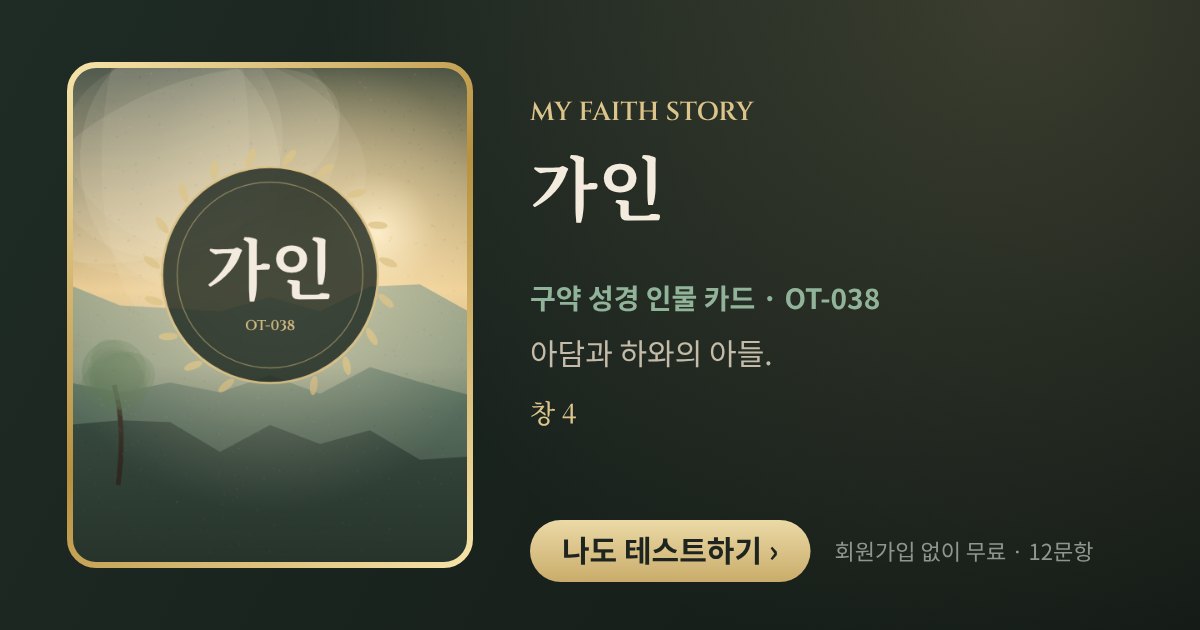 가인
OT-038
MY FAITH STORY
가인
구약 성경 인물 카드 · OT-038
아담과 하와의 아들.
창 4
나도 테스트하기 ›
회원가입 없이 무료 · 12문항